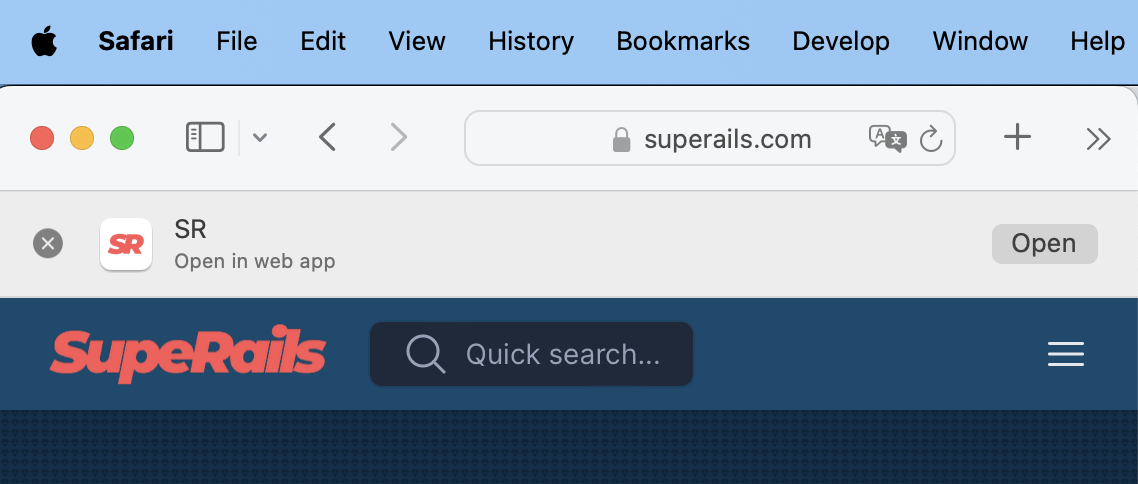 Safari File Edit View History Bookmarks Develop Window Help
superails.com
SR
SR
Open in web app
Open
SupeRails
Quick search...